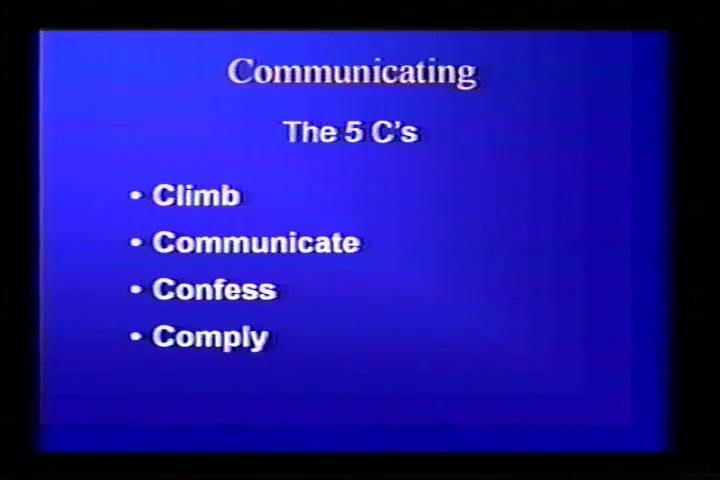 Communicating
The 5 C's
• Climb
• Communicate
• Confess
• Comply